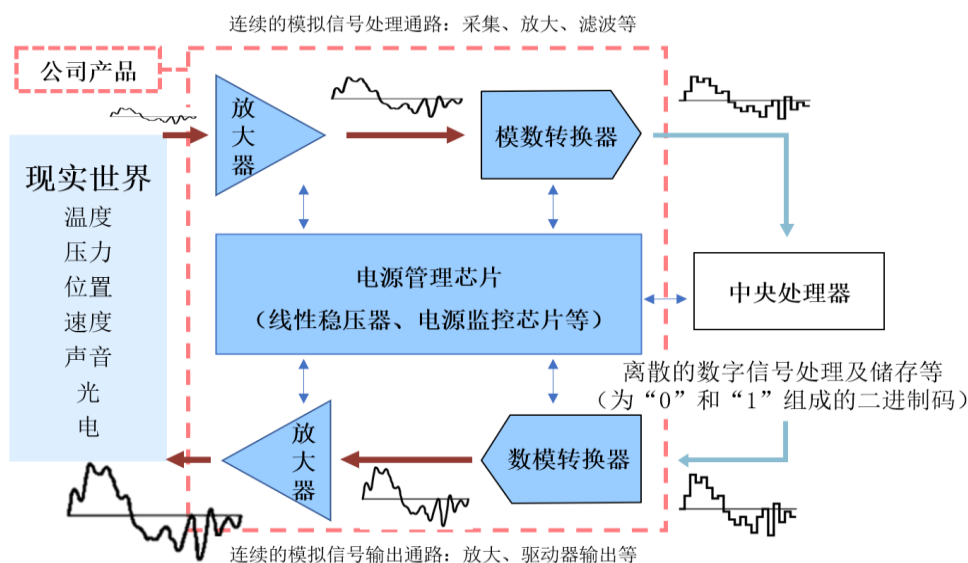 连续的模拟信号处理通路：采集、放大、滤波等
公司产品
放
大
器
模数转换器
现实世界
温度
压力
位置
速度
声音
光
电
电源管理芯片
（线性稳压器、电源监控芯片等）
中央处理器
离散的数字信号处理及储存等
（为“0”和“1”组成的二进制码）
放
大
器
数模转换器
连续的模拟信号输出通路：放大、驱动器输出等